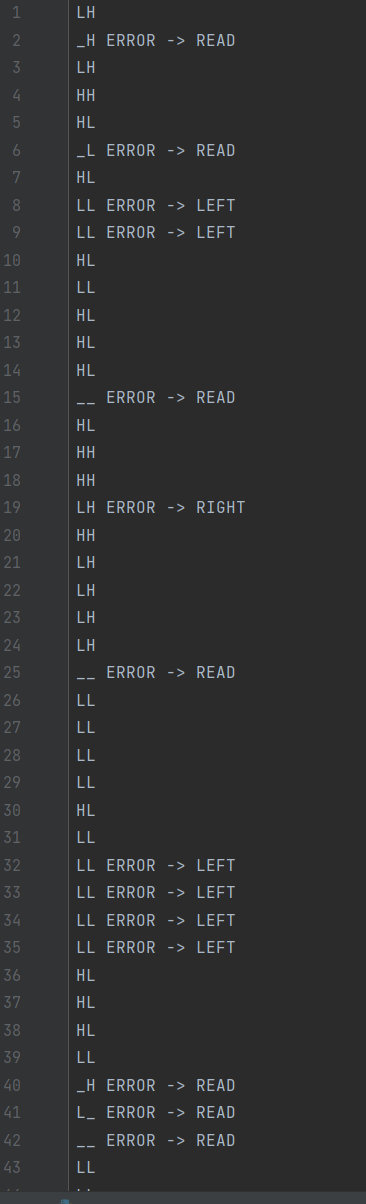 1 LH
2 _H ERROR -> READ
3 LH
4 HH
5 HL
6 _L ERROR -> READ
7 HL
8 LL ERROR -> LEFT
9 LL ERROR -> LEFT
10 HL
11 LL
12 HL
13 HL
14 HL
15 __ ERROR -> READ
16 HL
17 HH
18 HH
19 LH ERROR -> RIGHT
20 HH
21 LH
22 LH
23 LH
24 LH
25 __ ERROR -> READ
26 LL
27 LL
28 LL
29 LL
30 HL
31 LL
32 LL ERROR -> LEFT
33 LL ERROR -> LEFT
34 LL ERROR -> LEFT
35 LL ERROR -> LEFT
36 HL
37 HL
38 HL
39 LL
40 _H ERROR -> READ
41 L_ ERROR -> READ
42 __ ERROR -> READ
43 LL